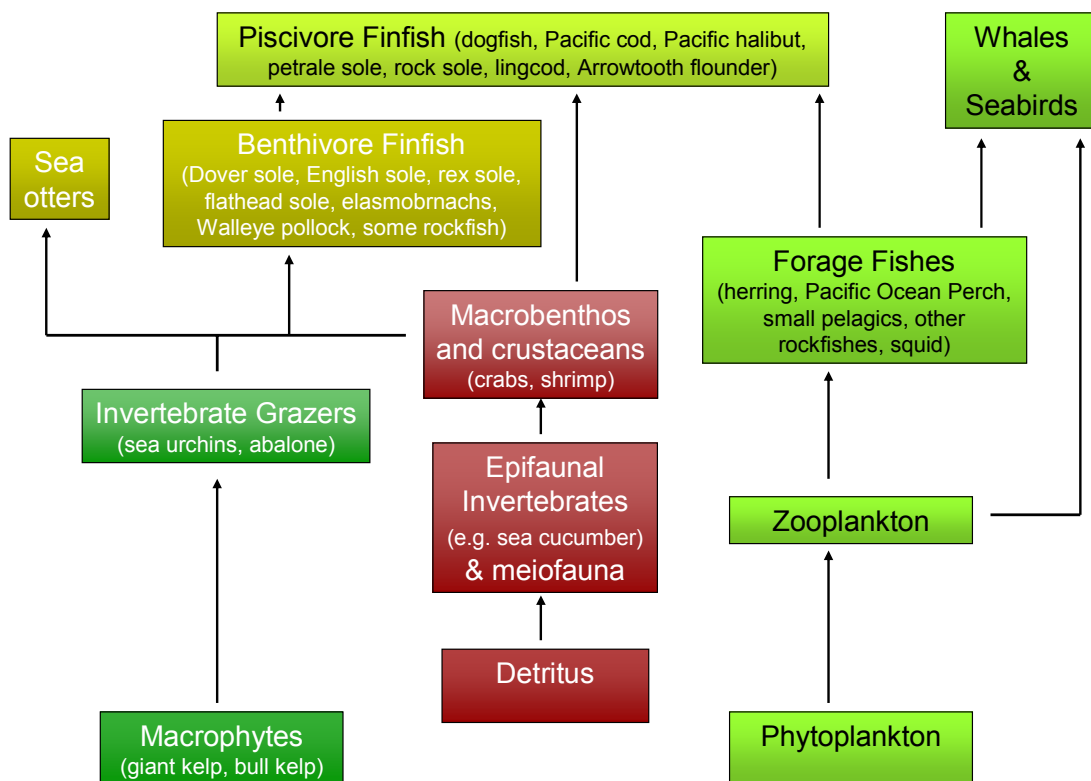 Piscivore Finfish (dogfish, Pacific cod, Pacific halibut,
petrale sole, rock sole, lingcod, Arrowtooth flounder)
Whales
&
Seabirds
Sea
otters
Benthivore Finfish
(Dover sole, English sole, rex sole,
flathead sole, elasmobrnachs,
Walleye pollock, some rockfish)
Forage Fishes
(herring, Pacific Ocean Perch,
small pelagics, other
rockfishes, squid)
Macrobenthos
and crustaceans
(crabs, shrimp)
Invertebrate Grazers
(sea urchins, abalone)
Epifaunal
Invertebrates
(e.g. sea cucumber)
& meiofauna
Zooplankton
Detritus
Macrophytes
(giant kelp, bull kelp)
Phytoplankton